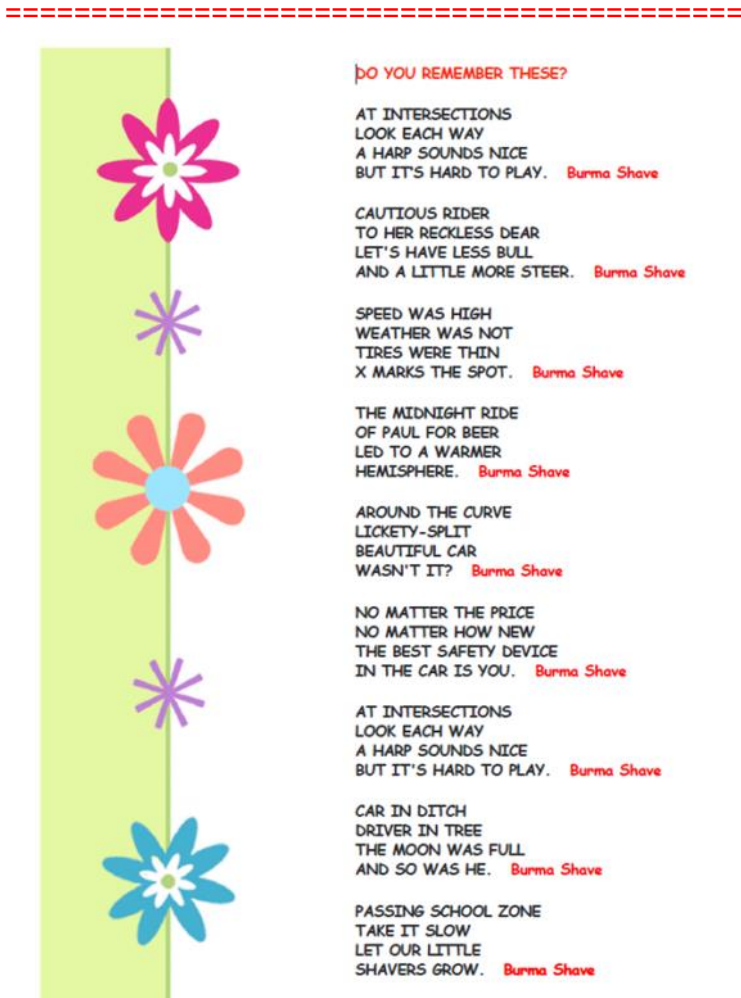 DO YOU REMEMBER THESE?
AT INTERSECTIONS
LOOK EACH WAY
A HARP SOUNDS NICE
BUT IT'S HARD TO PLAY. Burma Shave
CAUTIOUS RIDER
TO HER RECKLESS DEAR
LET'S HAVE LESS BULL
AND A LITTLE MORE STEER. Burma Shave
SPEED WAS HIGH
WEATHER WAS NOT
TIRES WERE THIN
X MARKS THE SPOT. Burma Shave
THE MIDNIGHT RIDE
OF PAUL FOR BEER
LED TO A WARMER
HEMISPHERE. Burma Shave
AROUND THE CURVE
LICKETY-SPLIT
BEAUTIFUL CAR
WASN'T IT? Burma Shave
NO MATTER THE PRICE
NO MATTER HOW NEW
THE BEST SAFETY DEVICE
IN THE CAR IS YOU. Burma Shave
AT INTERSECTIONS
LOOK EACH WAY
A HARP SOUNDS NICE
BUT IT'S HARD TO PLAY. Burma Shave
CAR IN DITCH
DRIVER IN TREE
THE MOON WAS FULL
AND SO WAS HE. Burma Shave
PASSING SCHOOL ZONE
TAKE IT SLOW
LET OUR LITTLE
SHAVERS GROW. Burma Shave